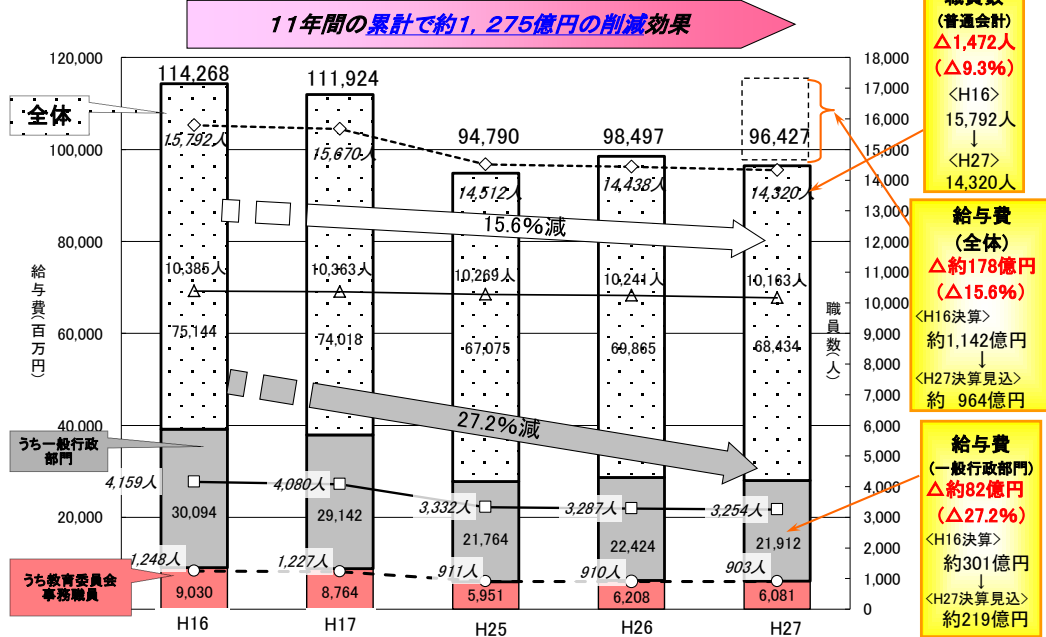 11年間の累計で約1,275億円の削減効果
職員数
(普通会計)
△1,472人
(△9.3%)
<H16>
15,792人
↓
<H27>
14,320人
給与費
(全体)
△約178億円
(△15.6%)
<H16決算>
約1,142億円
↓
<H27決算見込>
約 964億円
給与費
(一般行政部門)
△約82億円
(△27.2%)
<H16決算>
約301億円
↓
<H27決算見込>
約219億円
120,000
100,000
80,000
60,000
40,000
20,000
給与費(百万円)
18,000
17,000
16,000
15,000
14,000
13,000
12,000
11,000
10,000
9,000
8,000
7,000
6,000
5,000
4,000
3,000
2,000
1,000
0
職員数(人)
全体
うち一般行政
部門
うち教育委員会
事務職員
114,268
111,924
94,790
98,497
96,427
15,792人
15,670人
14,512人
14,438人
14,320人
15.6%減
10,385人
10,363人
10,269人
10,241人
10,163人
75,144
74,018
67,075
69,865
68,434
27.2%減
4,159人
4,080人
3,332人
3,287人
3,254人
30,094
29,142
21,764
22,424
21,912
1,248人
1,227人
911人
910人
903人
9,030
8,764
5,951
6,208
6,081
H16
H17
H25
H26
H27